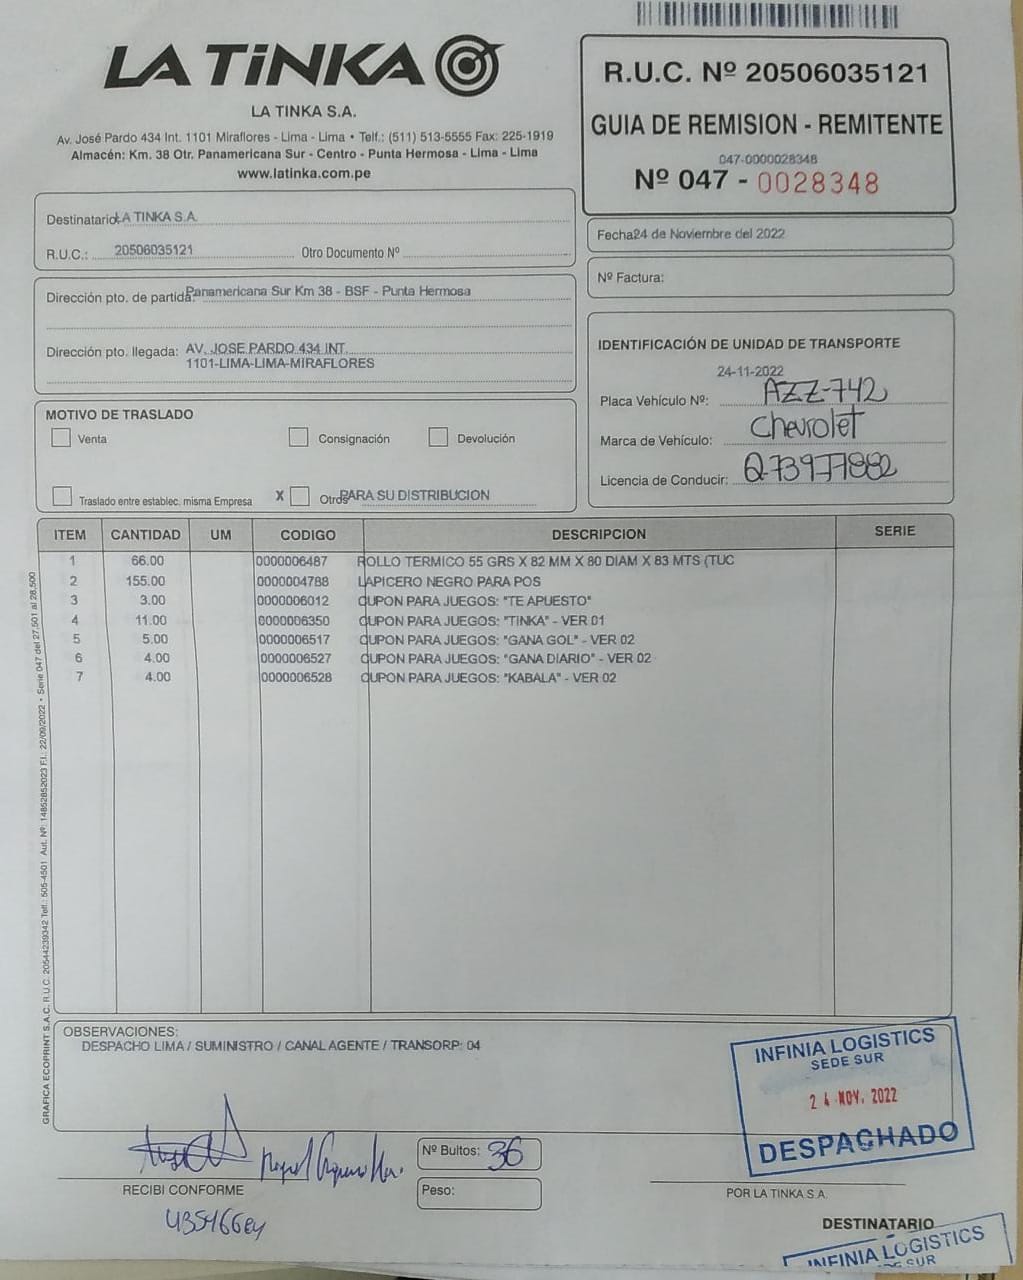 LA TiNKA
LA TINKA S.A.
Av. José Pardo 434 Int. 1101 Miraflores - Lima - Lima • Telf.: (511) 513-5555 Fax: 225-1919
Almacén: Km. 38 Otr. Panamericana Sur - Centro - Punta Hermosa - Lima - Lima
www.latinka.com.pe
R.U.C. Nº 20506035121
GUIA DE REMISION - REMITENTE
047-0000028348
Nº 047 - 0028348
Destinatario: LA TINKA S.A.
R.U.C.: 20506035121 Otro Documento Nº
Fecha 24 de Noviembre del 2022
Nº Factura:
Dirección pto. de partida: Panamericana Sur Km 38 - BSF - Punta Hermosa
Dirección pto. llegada: AV. JOSE PARDO 434 INT.
1101-LIMA-LIMA-MIRAFLORES
IDENTIFICACIÓN DE UNIDAD DE TRANSPORTE
24-11-2022
Placa Vehículo Nº: AZZ-742
Marca de Vehículo: Chevrolet
Licencia de Conducir: Q-73977882
MOTIVO DE TRASLADO
Venta Consignación Devolución
Traslado entre establec. misma Empresa X Otros PARA SU DISTRIBUCION
ITEM CANTIDAD UM CODIGO DESCRIPCION SERIE
1 66.00 0000006487 ROLLO TERMICO 55 GRS X 82 MM X 80 DIAM X 83 MTS (TUC
2 155.00 0000004788 LAPICERO NEGRO PARA POS
3 3.00 0000006012 CUPON PARA JUEGOS: "TE APUESTO"
4 11.00 0000006350 CUPON PARA JUEGOS: "TINKA" - VER 01
5 5.00 0000006517 CUPON PARA JUEGOS: "GANA GOL" - VER 02
6 4.00 0000006527 CUPON PARA JUEGOS: "GANA DIARIO" - VER 02
7 4.00 0000006528 CUPON PARA JUEGOS: "KABALA" - VER 02
GRAFICA ECOPRINT S.A.C. R.U.C. 20544239342 Telf.: 505-4501 Aut. Nº: 14852852023 F.I.: 22/09/2022 • Serie 047 del 27,501 al 28,500
OBSERVACIONES:
DESPACHO LIMA / SUMINISTRO / CANAL AGENTE / TRANSORP: 04
INFINIA LOGISTICS
SEDE SUR
24 NOV. 2022
DESPACHADO
Nº Bultos: 36
Peso:
RECIBI CONFORME
POR LA TINKA S.A.
DESTINATARIO
INFINIA LOGISTICS
SUR